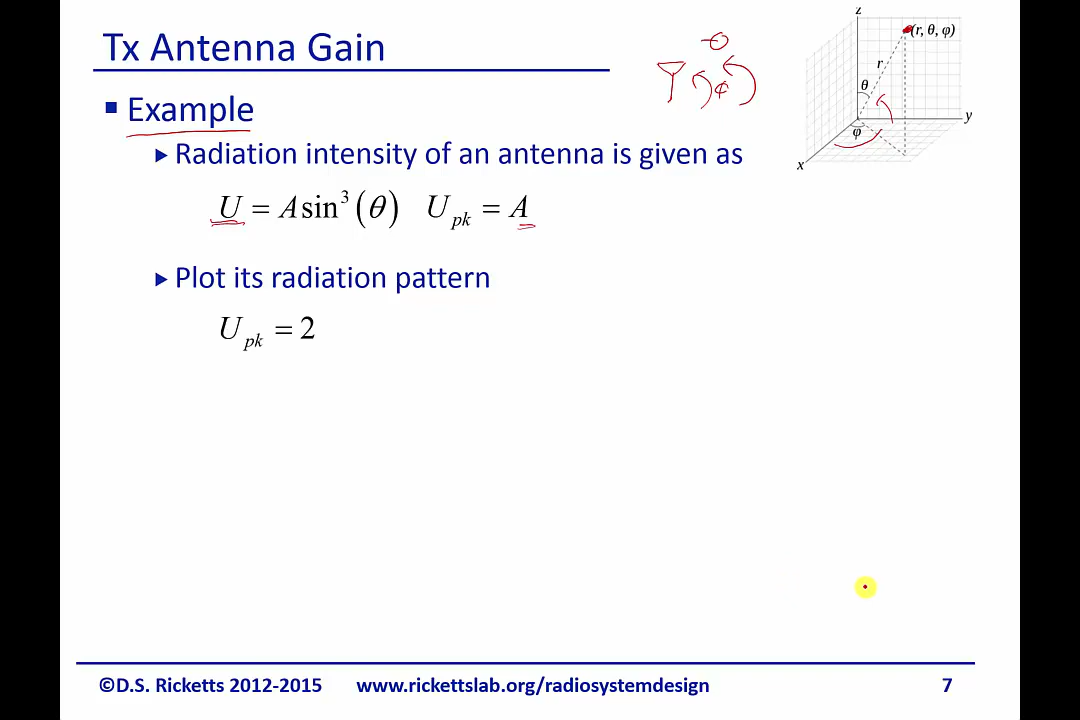 Tx Antenna Gain
θ
φ
z
(r, θ, φ)
r
θ
y
φ
x
Example
Radiation intensity of an antenna is given as
U = A sin³(θ) U_pk = A
Plot its radiation pattern
U_pk = 2
©D.S. Ricketts 2012-2015 www.rickettslab.org/radiosystemdesign 7